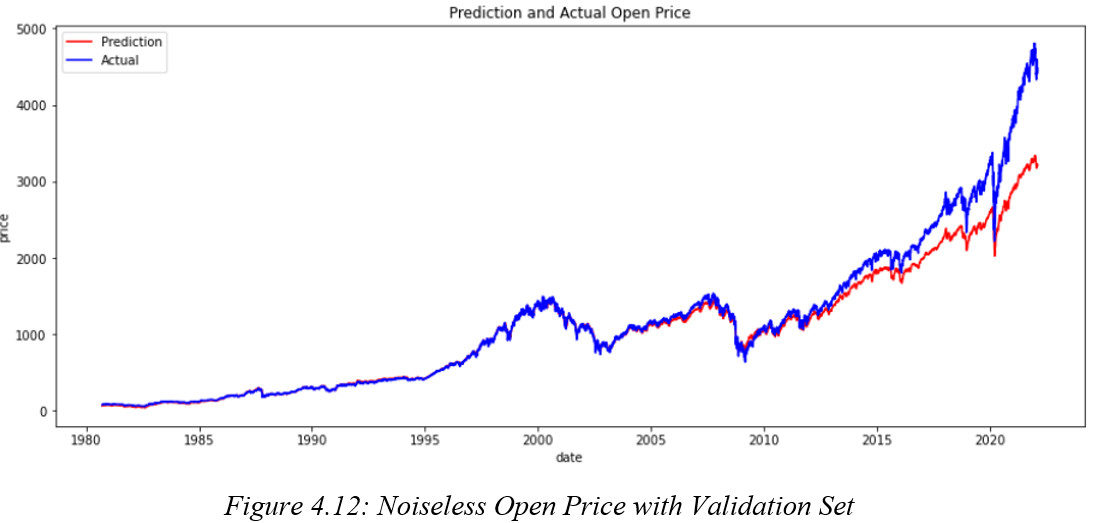 Prediction and Actual Open Price
Prediction
Actual
5000
4000
3000
2000
1000
0
price
1980 1985 1990 1995 2000 2005 2010 2015 2020
date
Figure 4.12: Noiseless Open Price with Validation Set